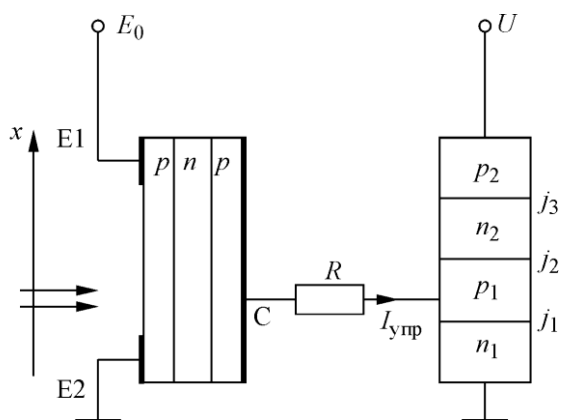 E₀
U
x
E1
p n p
p₂
j₃
n₂
j₂
R
p₁
C
Iупр
j₁
n₁
E2